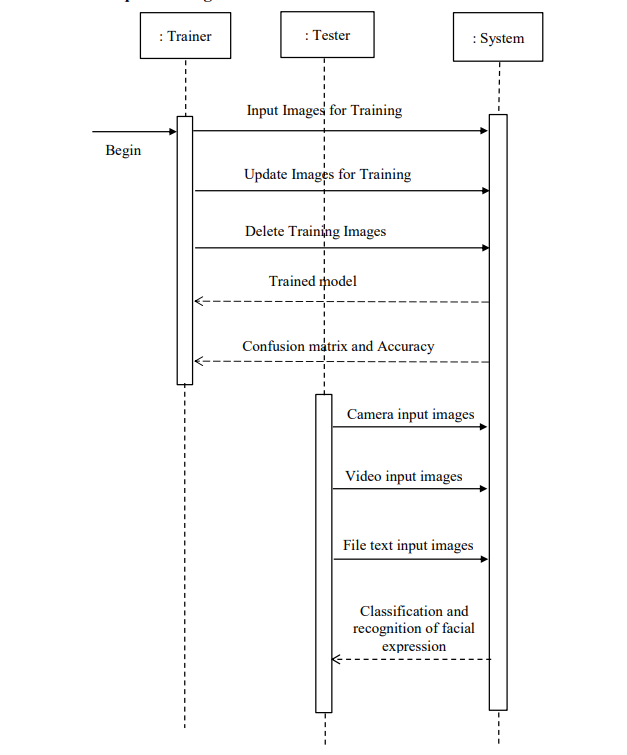 : Trainer
: Tester
: System
Input Images for Training
Begin
Update Images for Training
Delete Training Images
Trained model
Confusion matrix and Accuracy
Camera input images
Video input images
File text input images
Classification and
recognition of facial
expression